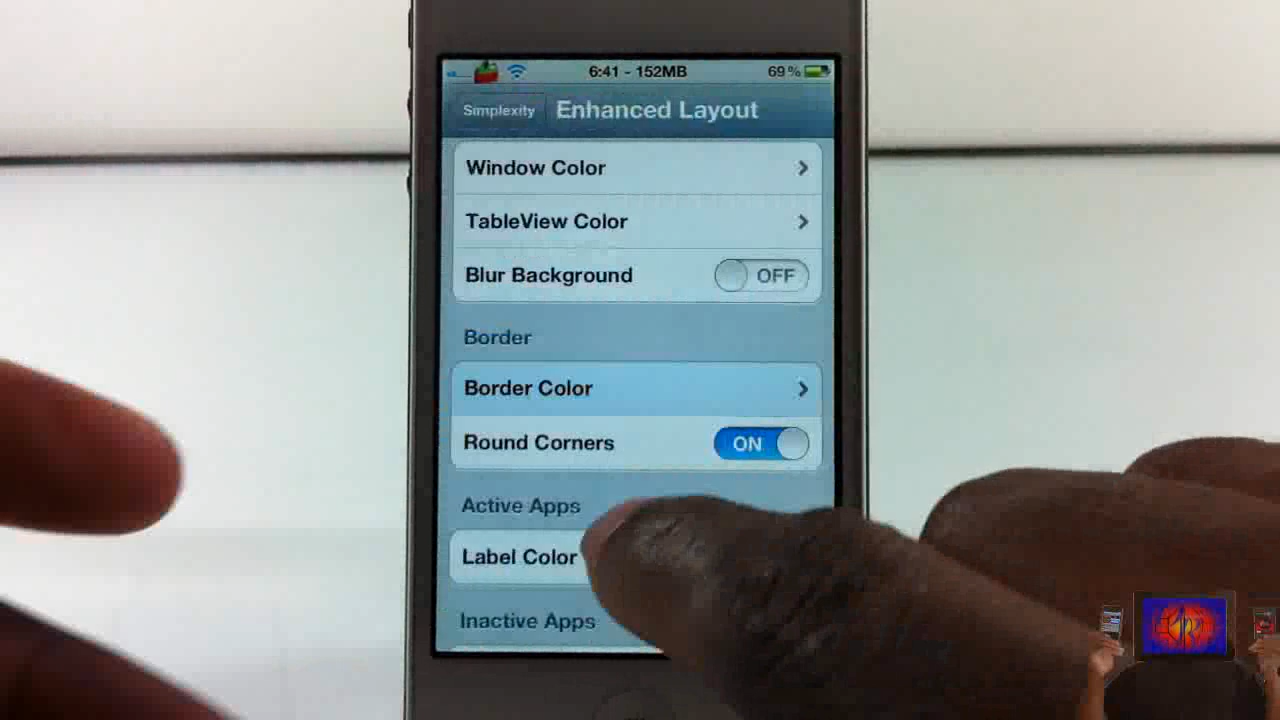 6:41 - 152MB
69%
Simplexity
Enhanced Layout
Window Color
TableView Color
Blur Background
OFF
Border
Border Color
Round Corners
ON
Active Apps
Label Color
Inactive Apps